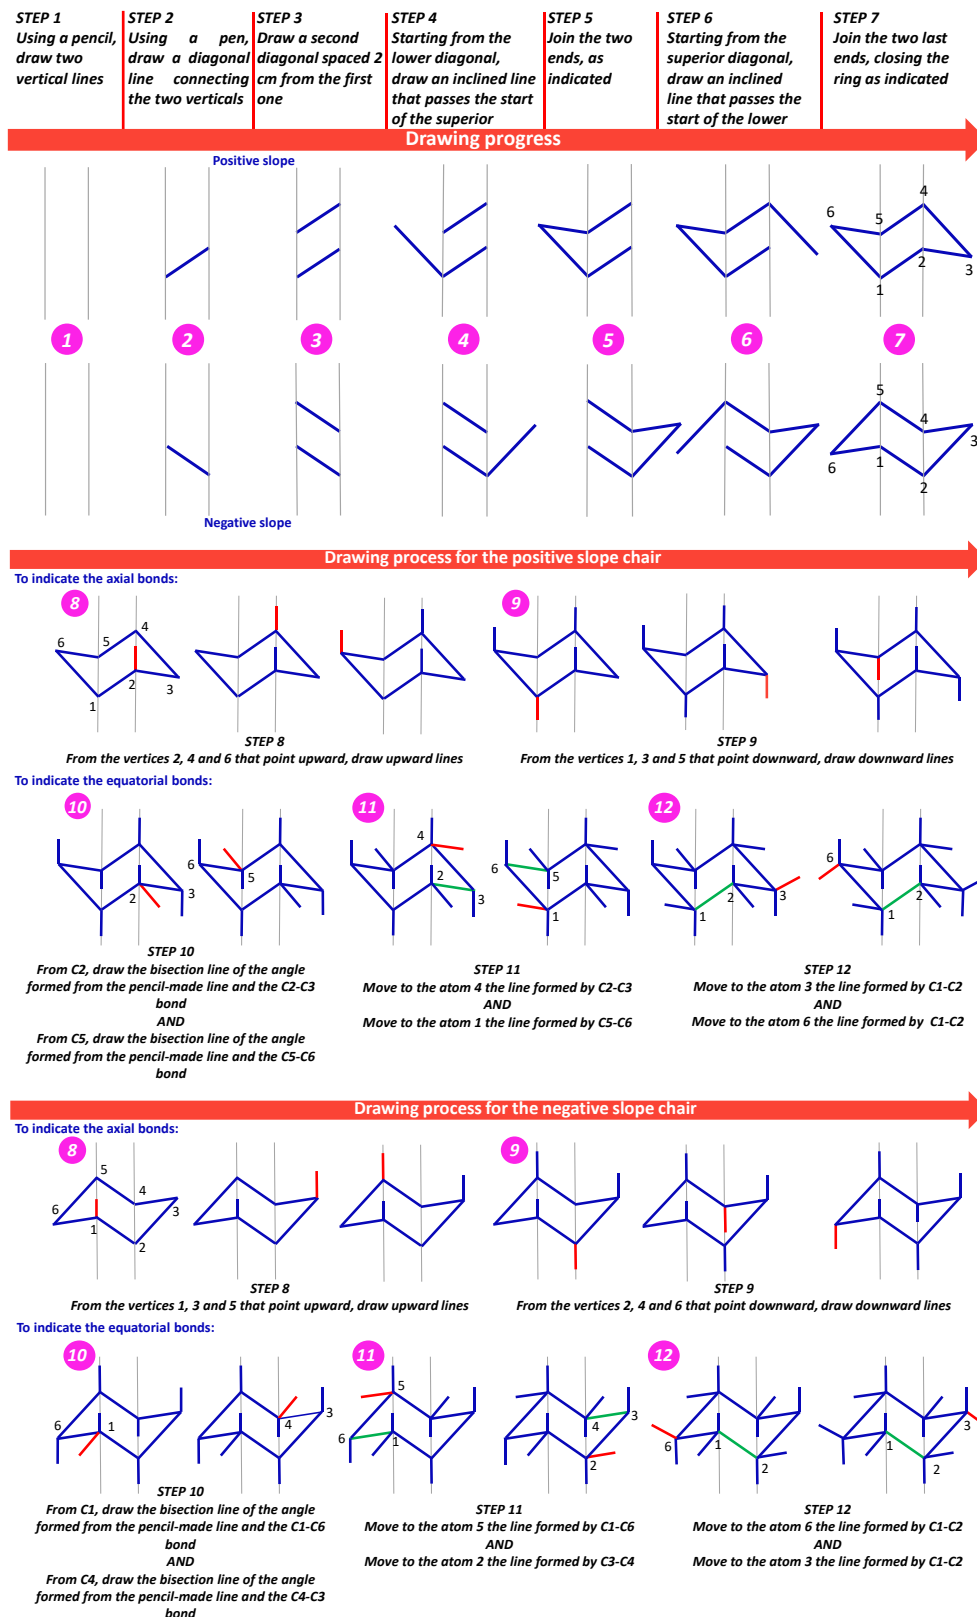 STEP 1
Using a pencil,
draw two
vertical lines
STEP 2
Using a pen,
draw a diagonal
line connecting
the two verticals
STEP 3
Draw a second
diagonal spaced 2
cm from the first
one
STEP 4
Starting from the
lower diagonal,
draw an inclined line
that passes the start
of the superior
STEP 5
Join the two
ends, as
indicated
STEP 6
Starting from the
superior diagonal,
draw an inclined
line that passes the
start of the lower
STEP 7
Join the two last
ends, closing the
ring as indicated
Drawing progress
Positive slope
4
6
5
2
3
1
1
2
3
4
5
6
7
5
4
3
6
1
2
Negative slope
Drawing process for the positive slope chair
To indicate the axial bonds:
8
9
4
6
5
2
3
1
STEP 8
From the vertices 2, 4 and 6 that point upward, draw upward lines
STEP 9
From the vertices 1, 3 and 5 that point downward, draw downward lines
To indicate the equatorial bonds:
10
11
12
2
3
6
5
4
2
3
6
5
1
2
3
1
6
2
1
STEP 10
From C2, draw the bisection line of the angle
formed from the pencil-made line and the C2-C3
bond
AND
From C5, draw the bisection line of the angle
formed from the pencil-made line and the C5-C6
bond
STEP 11
Move to the atom 4 the line formed by C2-C3
AND
Move to the atom 1 the line formed by C5-C6
STEP 12
Move to the atom 3 the line formed by C1-C2
AND
Move to the atom 6 the line formed by C1-C2
Drawing process for the negative slope chair
To indicate the axial bonds:
8
9
5
4
3
6
1
2
STEP 8
From the vertices 1, 3 and 5 that point upward, draw upward lines
STEP 9
From the vertices 2, 4 and 6 that point downward, draw downward lines
To indicate the equatorial bonds:
10
11
12
6
1
3
4
5
6
1
3
4
2
6
1
2
3
1
2
STEP 10
From C1, draw the bisection line of the angle
formed from the pencil-made line and the C1-C6
bond
AND
From C4, draw the bisection line of the angle
formed from the pencil-made line and the C4-C3
bond
STEP 11
Move to the atom 5 the line formed by C1-C6
AND
Move to the atom 2 the line formed by C3-C4
STEP 12
Move to the atom 6 the line formed by C1-C2
AND
Move to the atom 3 the line formed by C1-C2